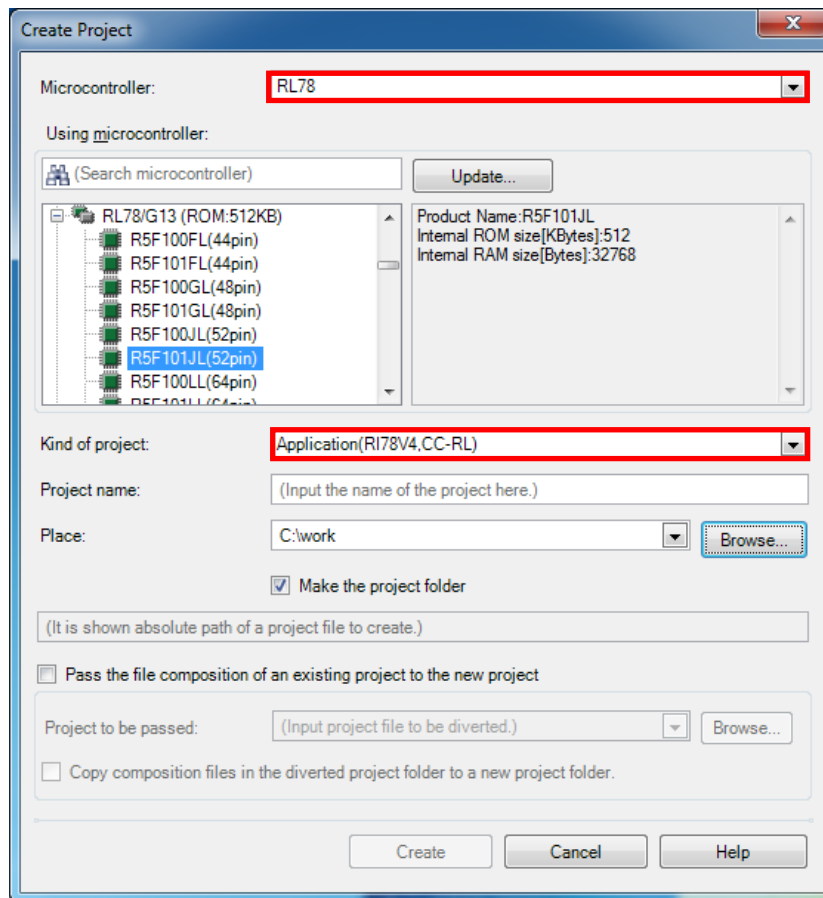 Create Project
Microcontroller:
RL78
Using microcontroller:
(Search microcontroller)
Update...
RL78/G13 (ROM:512KB)
R5F100FL(44pin)
R5F101FL(44pin)
R5F100GL(48pin)
R5F101GL(48pin)
R5F100JL(52pin)
R5F101JL(52pin)
R5F100LL(64pin)
Product Name:R5F101JL
Internal ROM size[KBytes]:512
Internal RAM size[Bytes]:32768
Kind of project:
Application(RI78V4,CC-RL)
Project name:
(Input the name of the project here.)
Place:
C:\work
Browse...
Make the project folder
(It is shown absolute path of a project file to create.)
Pass the file composition of an existing project to the new project
Project to be passed:
(Input project file to be diverted.)
Browse...
Copy composition files in the diverted project folder to a new project folder.
Create
Cancel
Help